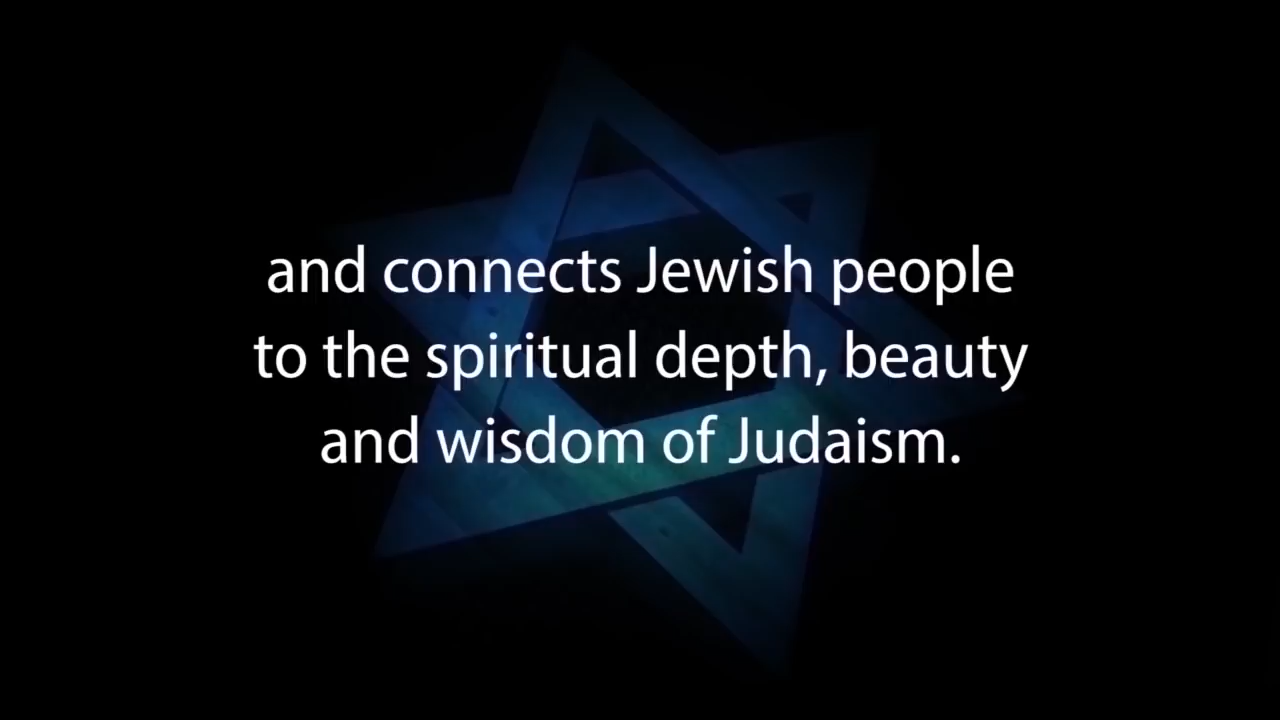 and connects Jewish people
to the spiritual depth, beauty
and wisdom of Judaism.